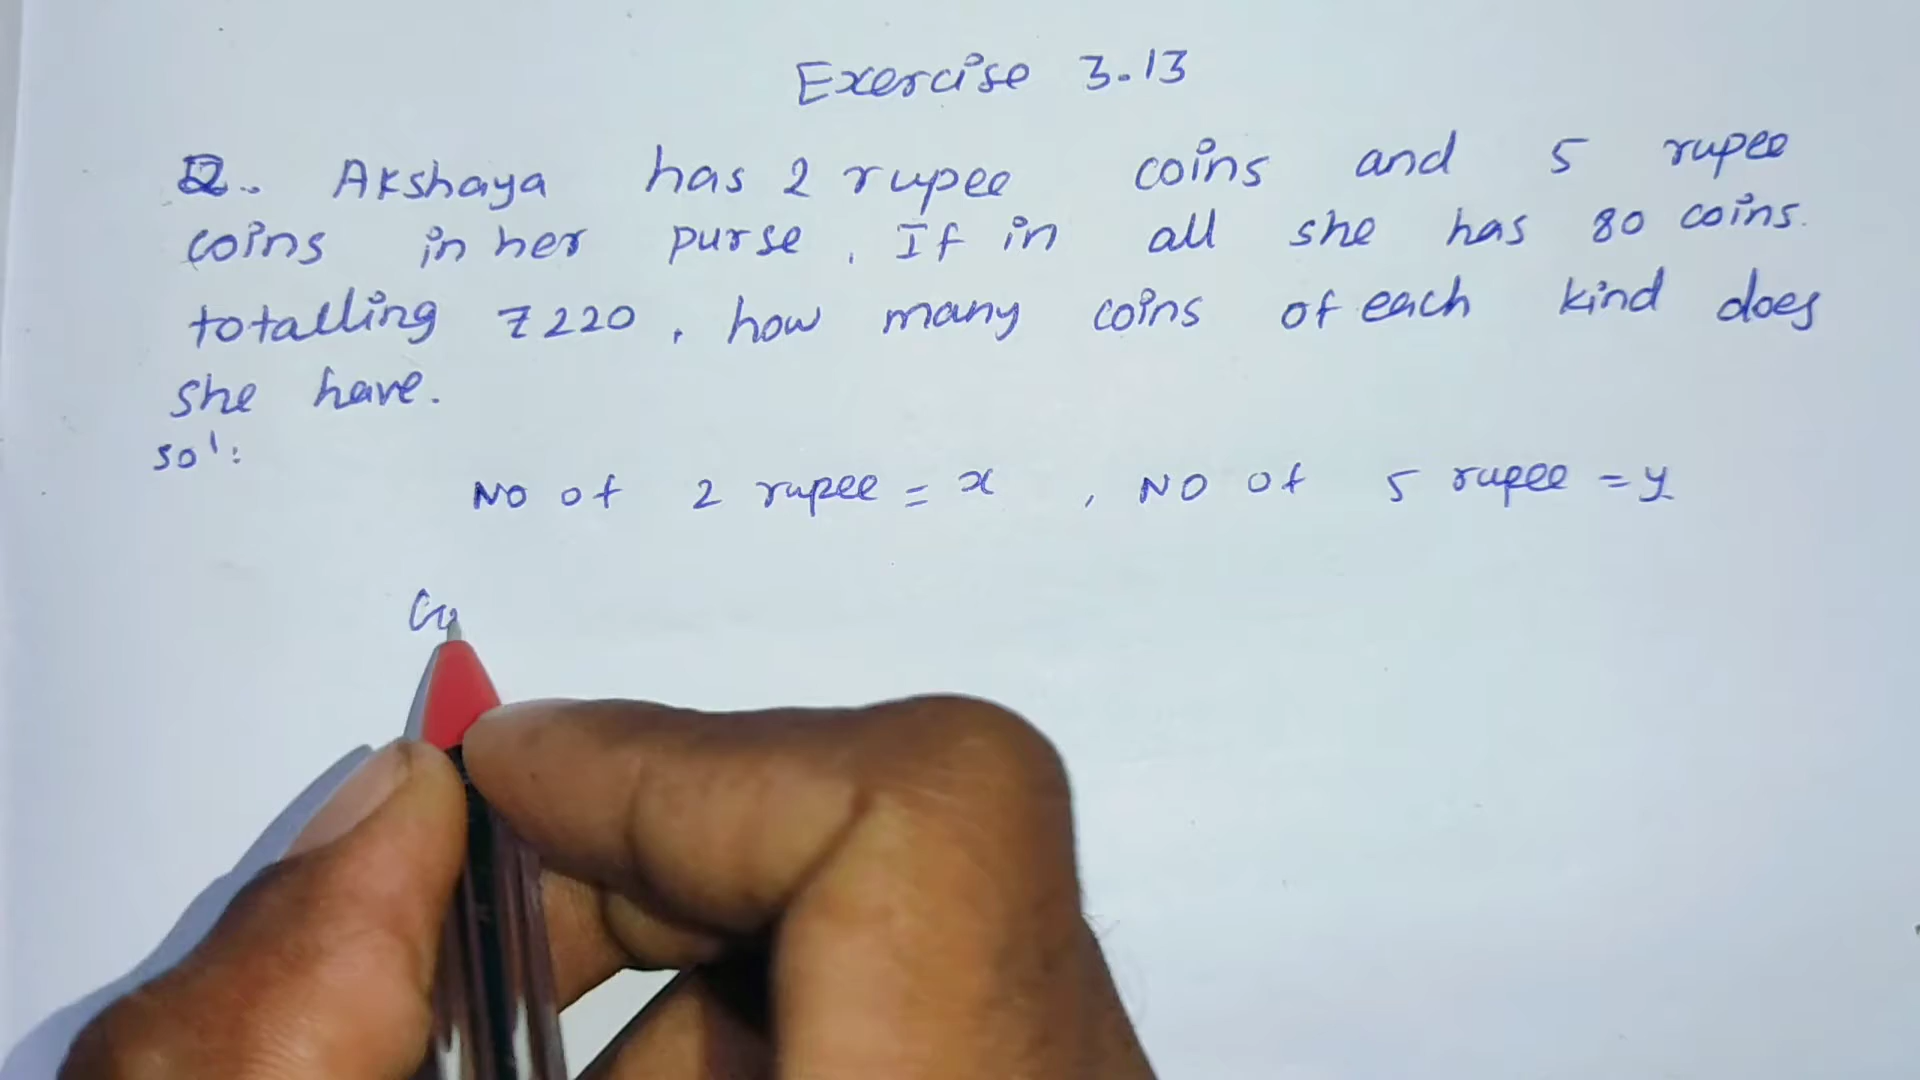 Exercise 3.13
2. Akshaya has 2 rupee coins and 5 rupee
coins in her purse. If in all she has 80 coins.
totalling ₹220, how many coins of each kind does
she have.
sol:
NO of 2 rupee = x , NO of 5 rupee = y